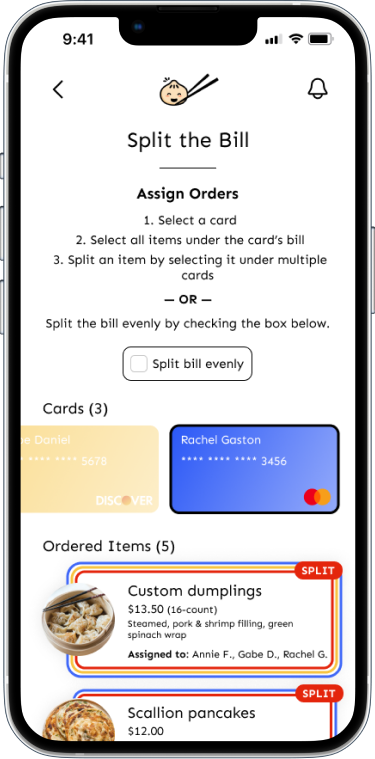 9:41
Split the Bill
Assign Orders
1. Select a card
2. Select all items under the card's bill
3. Split an item by selecting it under multiple
cards
— OR —
Split the bill evenly by checking the box below.
Split bill evenly
Cards (3)
Daniel
**** **** 5678
DISCOVER
Rachel Gaston
**** **** **** 3456
Ordered Items (5)
SPLIT
Custom dumplings
$13.50 (16-count)
Steamed, pork & shrimp filling, green
spinach wrap
Assigned to: Annie F., Gabe D., Rachel G.
SPLIT
Scallion pancakes
$12.00